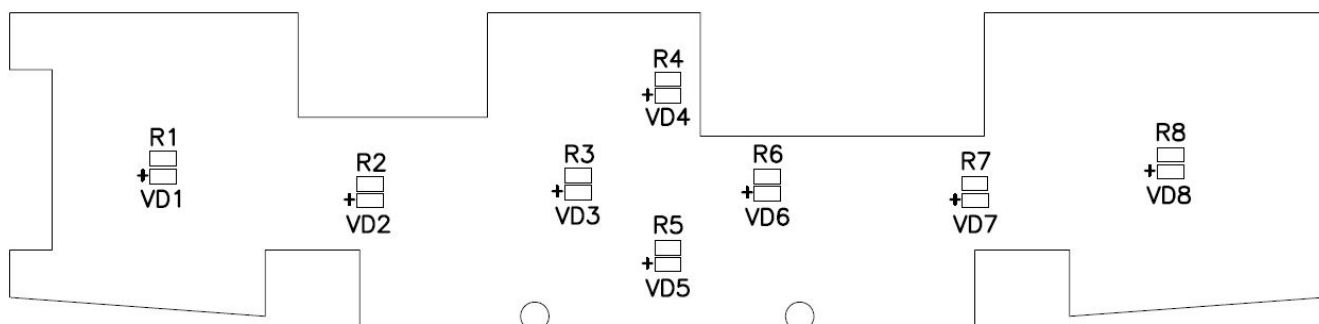 R1
+
VD1
R2
+
VD2
R3
+
VD3
R4
+
VD4
R5
+
VD5
R6
+
VD6
R7
+
VD7
R8
+
VD8